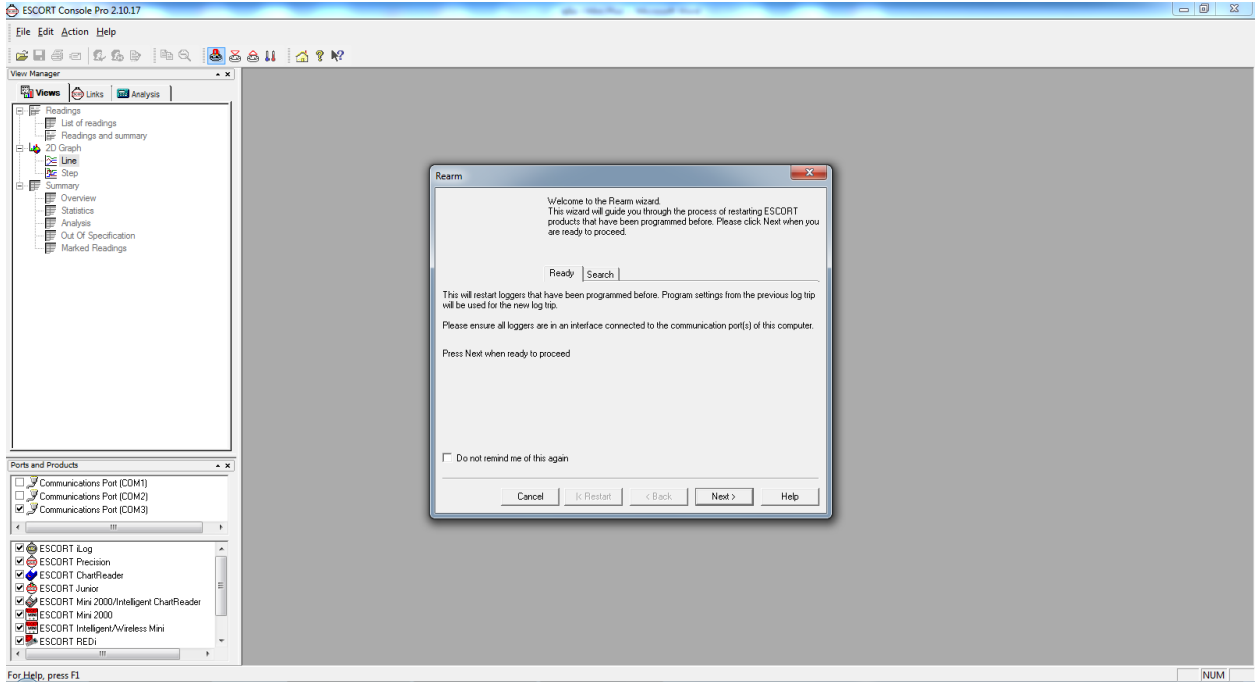 ESCORT Console Pro 2.10.17
File Edit Action Help
View Manager
Views Links Analysis
Readings
List of readings
Readings and summary
2D Graph
Line
Step
Summary
Overview
Statistics
Analysis
Out Of Specification
Marked Readings
Rearm
Welcome to the Rearm wizard.
This wizard will guide you through the process of restarting ESCORT
products that have been programmed before. Please click Next when you
are ready to proceed.
Ready Search
This will restart loggers that have been programmed before. Program settings from the previous log trip
will be used for the new log trip.
Please ensure all loggers are in an interface connected to the communication port(s) of this computer.
Press Next when ready to proceed
Do not remind me of this again
Cancel |< Restart < Back Next > Help
Ports and Products
Communications Port (COM1)
Communications Port (COM2)
Communications Port (COM3)
ESCORT iLog
ESCORT Precision
ESCORT ChartReader
ESCORT Junior
ESCORT Mini 2000/Intelligent ChartReader
ESCORT Mini 2000
ESCORT Intelligent/Wireless Mini
ESCORT REDi
For Help, press F1
NUM